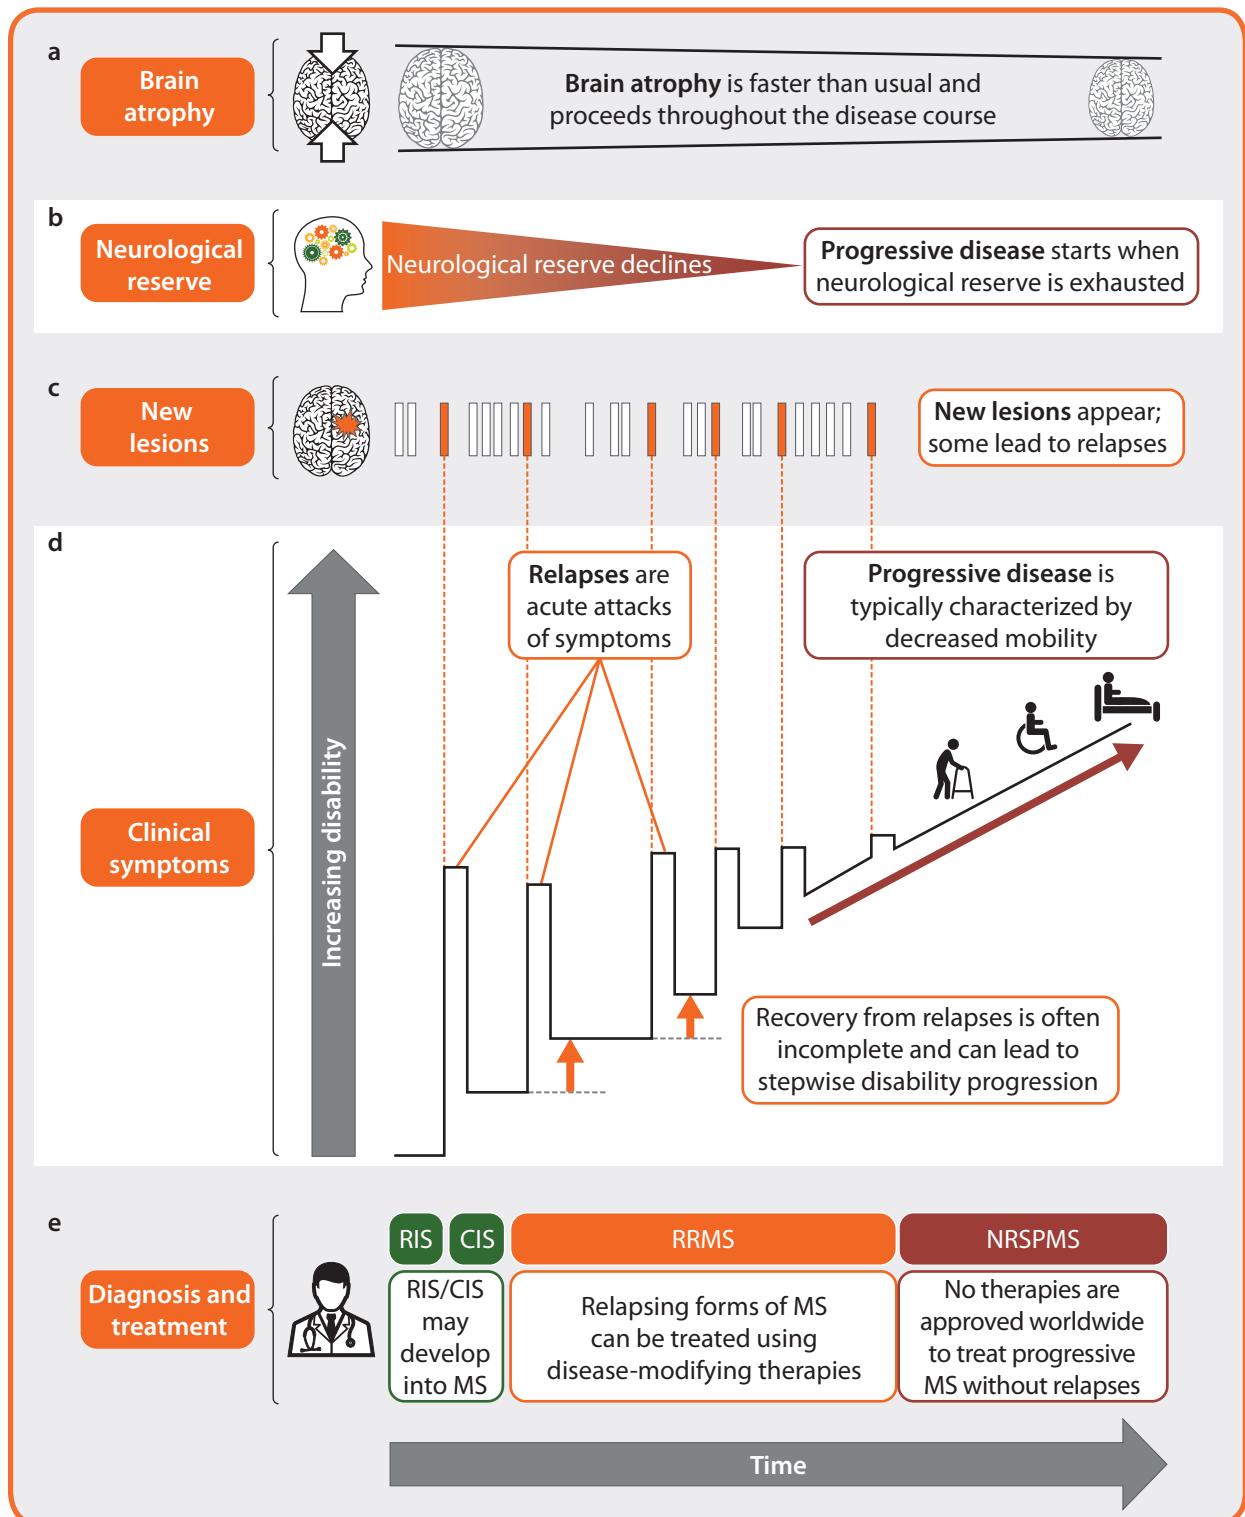 a
Brain
atrophy
Brain atrophy is faster than usual and
proceeds throughout the disease course
b
Neurological
reserve
Neurological reserve declines
Progressive disease starts when
neurological reserve is exhausted
c
New
lesions
New lesions appear;
some lead to relapses
d
Clinical
symptoms
Increasing disability
Relapses are
acute attacks
of symptoms
Progressive disease is
typically characterized by
decreased mobility
Recovery from relapses is often
incomplete and can lead to
stepwise disability progression
e
Diagnosis and
treatment
RIS
CIS
RRMS
NRSPMS
RIS/CIS
may
develop
into MS
Relapsing forms of MS
can be treated using
disease-modifying therapies
No therapies are
approved worldwide
to treat progressive
MS without relapses
Time